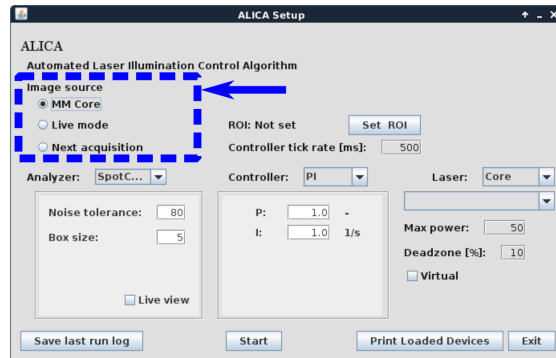 ALICA Setup
ALICA
Automated Laser Illumination Control Algorithm
Image source
MM Core
Live mode
ROI: Not set
Set ROI
Next acquisition
Controller tick rate [ms]:
500
Analyzer:
SpotC...
Controller:
PI
Laser:
Core
Noise tolerance:
80
Box size:
5
Live view
P:
1.0
-
I:
1.0
1/s
Max power:
50
Deadzone [%]:
10
Virtual
Save last run log
Start
Print Loaded Devices
Exit